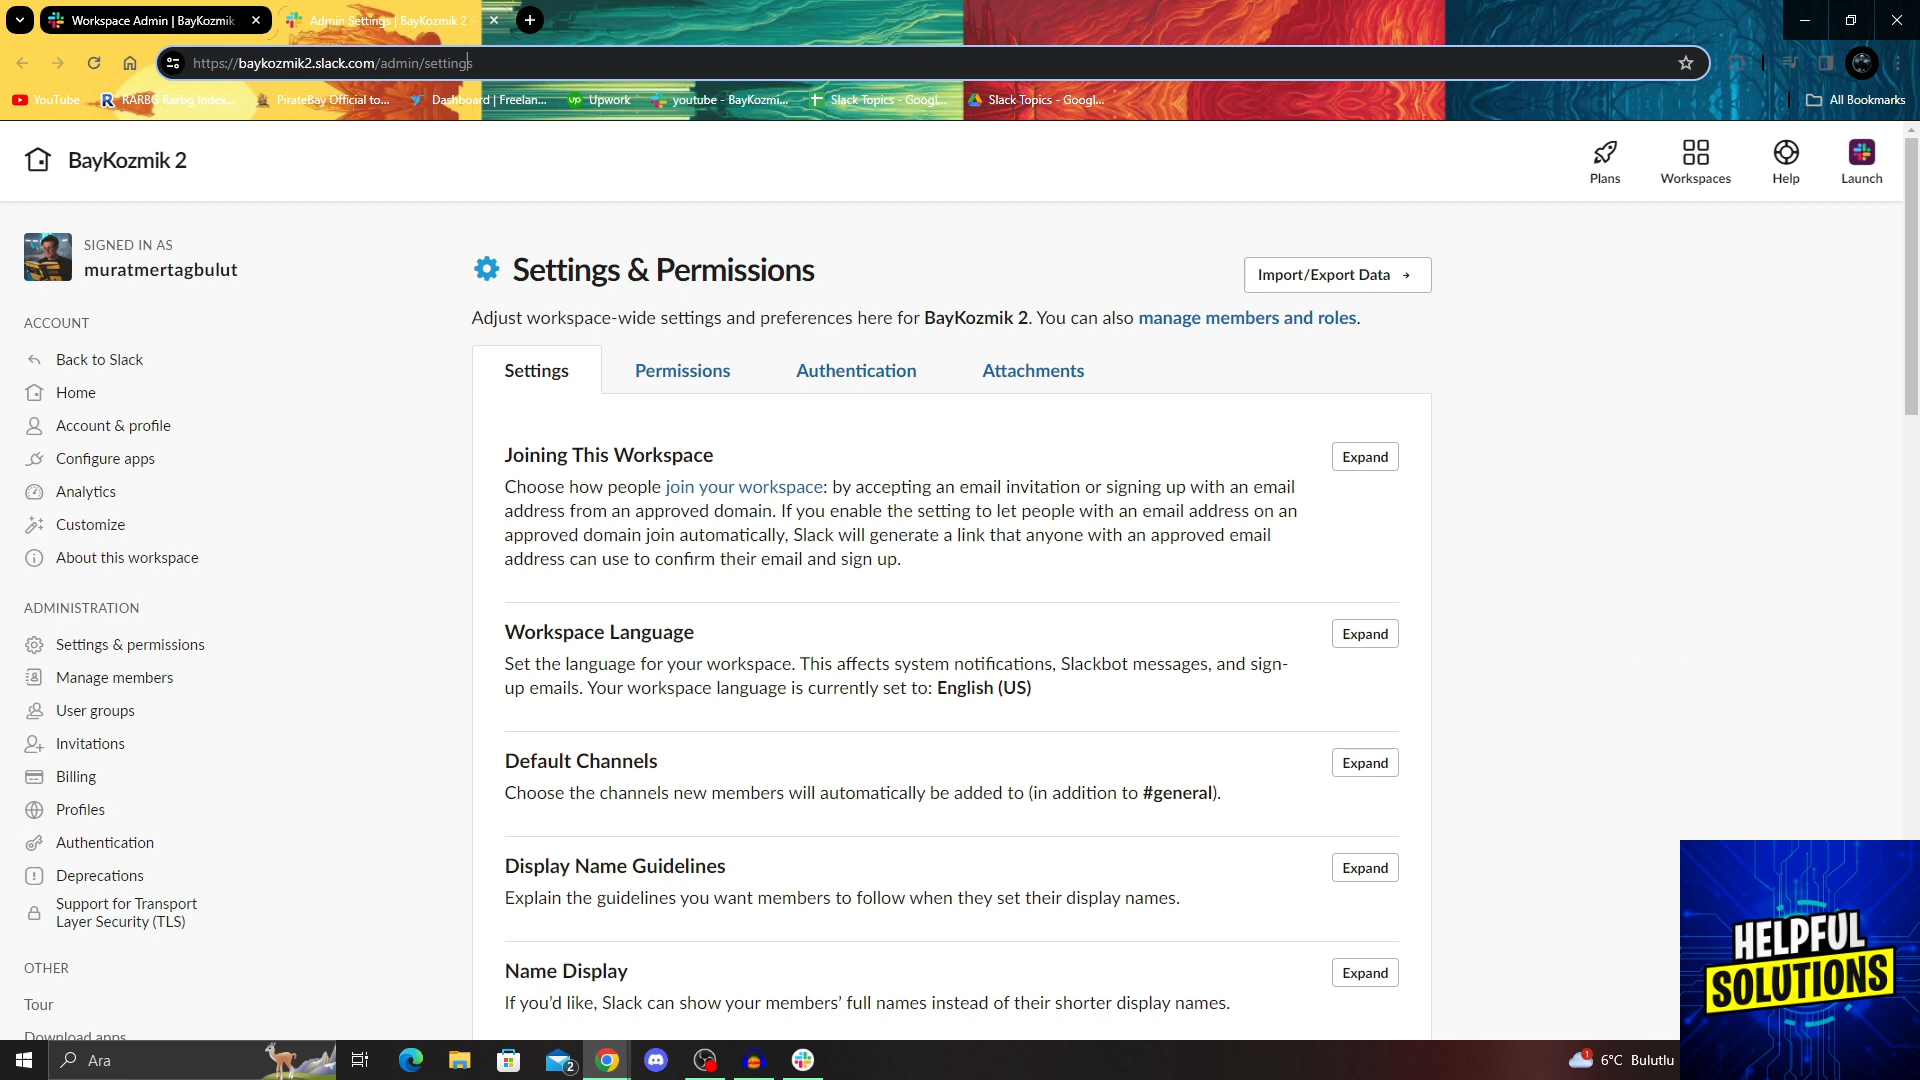 Workspace Admin | BayKozmik
Admin Settings | BayKozmik 2 S
https://baykozmik2.slack.com/admin/settings
YouTube
RARBG Rarbg Index...
PirateBay Official to...
Dashboard | Freelan...
Upwork
youtube - BayKozmi...
Slack Topics - Googl...
Slack Topics - Googl...
All Bookmarks
BayKozmik 2
Plans
Workspaces
Help
Launch
SIGNED IN AS
muratmertagbulut
ACCOUNT
Back to Slack
Home
Account & profile
Configure apps
Analytics
Customize
About this workspace
ADMINISTRATION
Settings & permissions
Manage members
User groups
Invitations
Billing
Profiles
Authentication
Deprecations
Support for Transport
Layer Security (TLS)
OTHER
Tour
Download apps
Settings & Permissions
Import/Export Data →
Adjust workspace-wide settings and preferences here for BayKozmik 2. You can also manage members and roles.
Settings
Permissions
Authentication
Attachments
Joining This Workspace
Expand
Choose how people join your workspace: by accepting an email invitation or signing up with an email
address from an approved domain. If you enable the setting to let people with an email address on an
approved domain join automatically, Slack will generate a link that anyone with an approved email
address can use to confirm their email and sign up.
Workspace Language
Expand
Set the language for your workspace. This affects system notifications, Slackbot messages, and sign-
up emails. Your workspace language is currently set to: English (US)
Default Channels
Expand
Choose the channels new members will automatically be added to (in addition to #general).
Display Name Guidelines
Expand
Explain the guidelines you want members to follow when they set their display names.
Name Display
Expand
If you'd like, Slack can show your members' full names instead of their shorter display names.
HELPFUL
SOLUTIONS
Ara
2
1
6°C Bulutlu